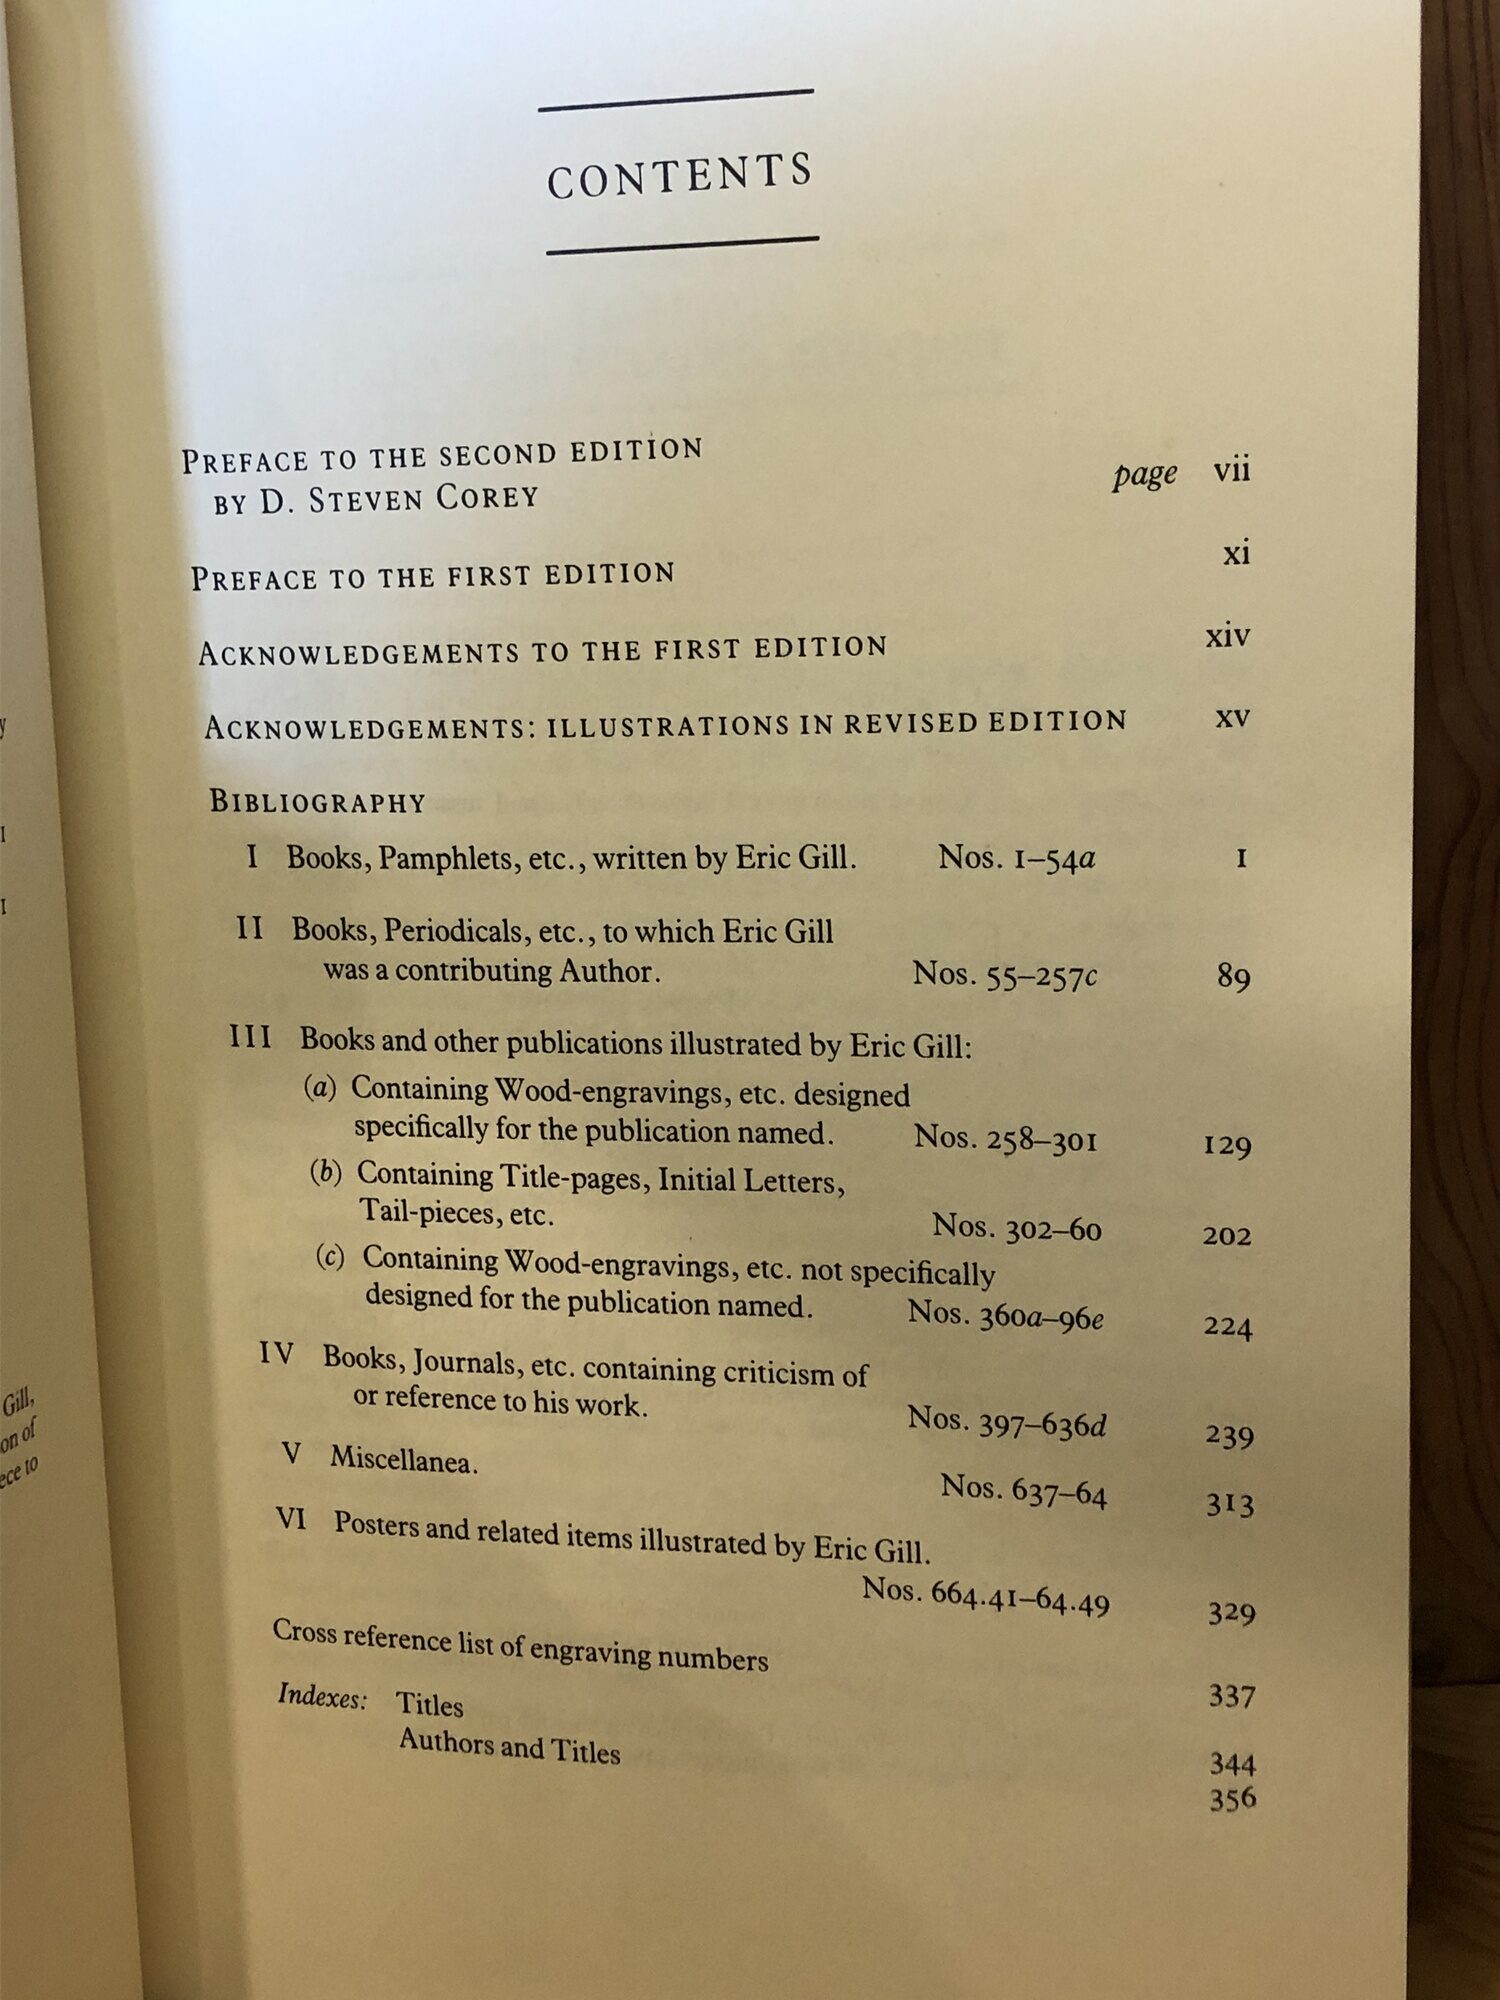 CONTENTS
PREFACE TO THE SECOND EDITION
BY D. STEVEN COREY page vii
PREFACE TO THE FIRST EDITION xi
ACKNOWLEDGEMENTS TO THE FIRST EDITION xiv
ACKNOWLEDGEMENTS: ILLUSTRATIONS IN REVISED EDITION xv
BIBLIOGRAPHY
I Books, Pamphlets, etc., written by Eric Gill. Nos. 1–54a 1
II Books, Periodicals, etc., to which Eric Gill
was a contributing Author. Nos. 55–257c 89
III Books and other publications illustrated by Eric Gill:
(a) Containing Wood-engravings, etc. designed
specifically for the publication named. Nos. 258–301 129
(b) Containing Title-pages, Initial Letters,
Tail-pieces, etc. Nos. 302–60 202
(c) Containing Wood-engravings, etc. not specifically
designed for the publication named. Nos. 360a–96e 224
IV Books, Journals, etc. containing criticism of
or reference to his work. Nos. 397–636d 239
V Miscellanea. Nos. 637–64 313
VI Posters and related items illustrated by Eric Gill.
Nos. 664.41–64.49 329
Cross reference list of engraving numbers 337
Indexes: Titles 344
Authors and Titles 356
Gill,
on of
ece to